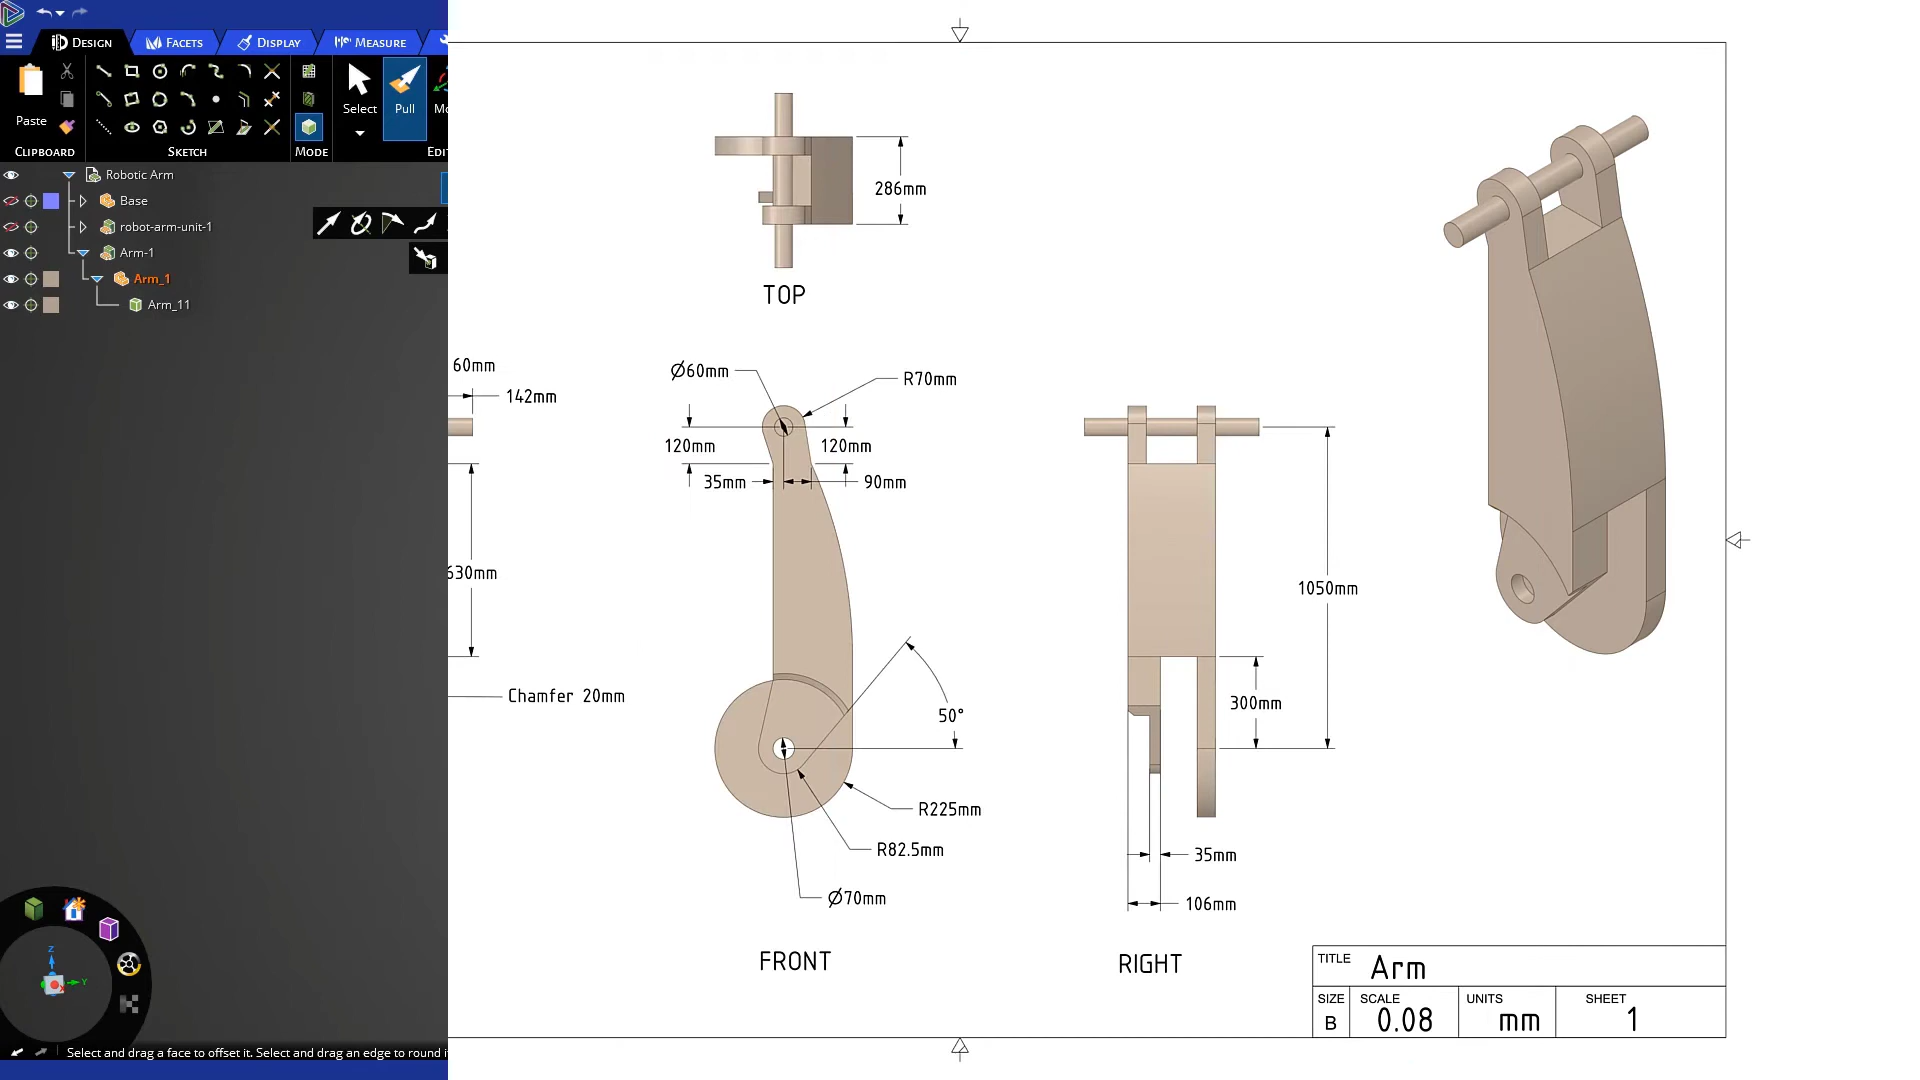 Design
Facets
Display
Measure
Paste
Select
Pull
Clipboard
Sketch
Mode
Robotic Arm
Base
robot-arm-unit-1
Arm-1
Arm_1
Arm_11
Select and drag a face to offset it. Select and drag an edge to round i
286mm
TOP
60mm
142mm
630mm
Chamfer 20mm
Ø60mm
R70mm
120mm
120mm
35mm
90mm
50°
R225mm
R82.5mm
Ø70mm
FRONT
1050mm
300mm
35mm
106mm
RIGHT
TITLE Arm
SIZE SCALE UNITS SHEET
B 0.08 mm 1
Z
Y